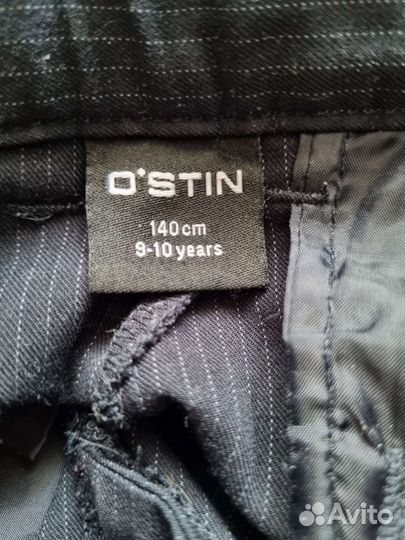 O'STIN
140cm
9-10 years
Avito